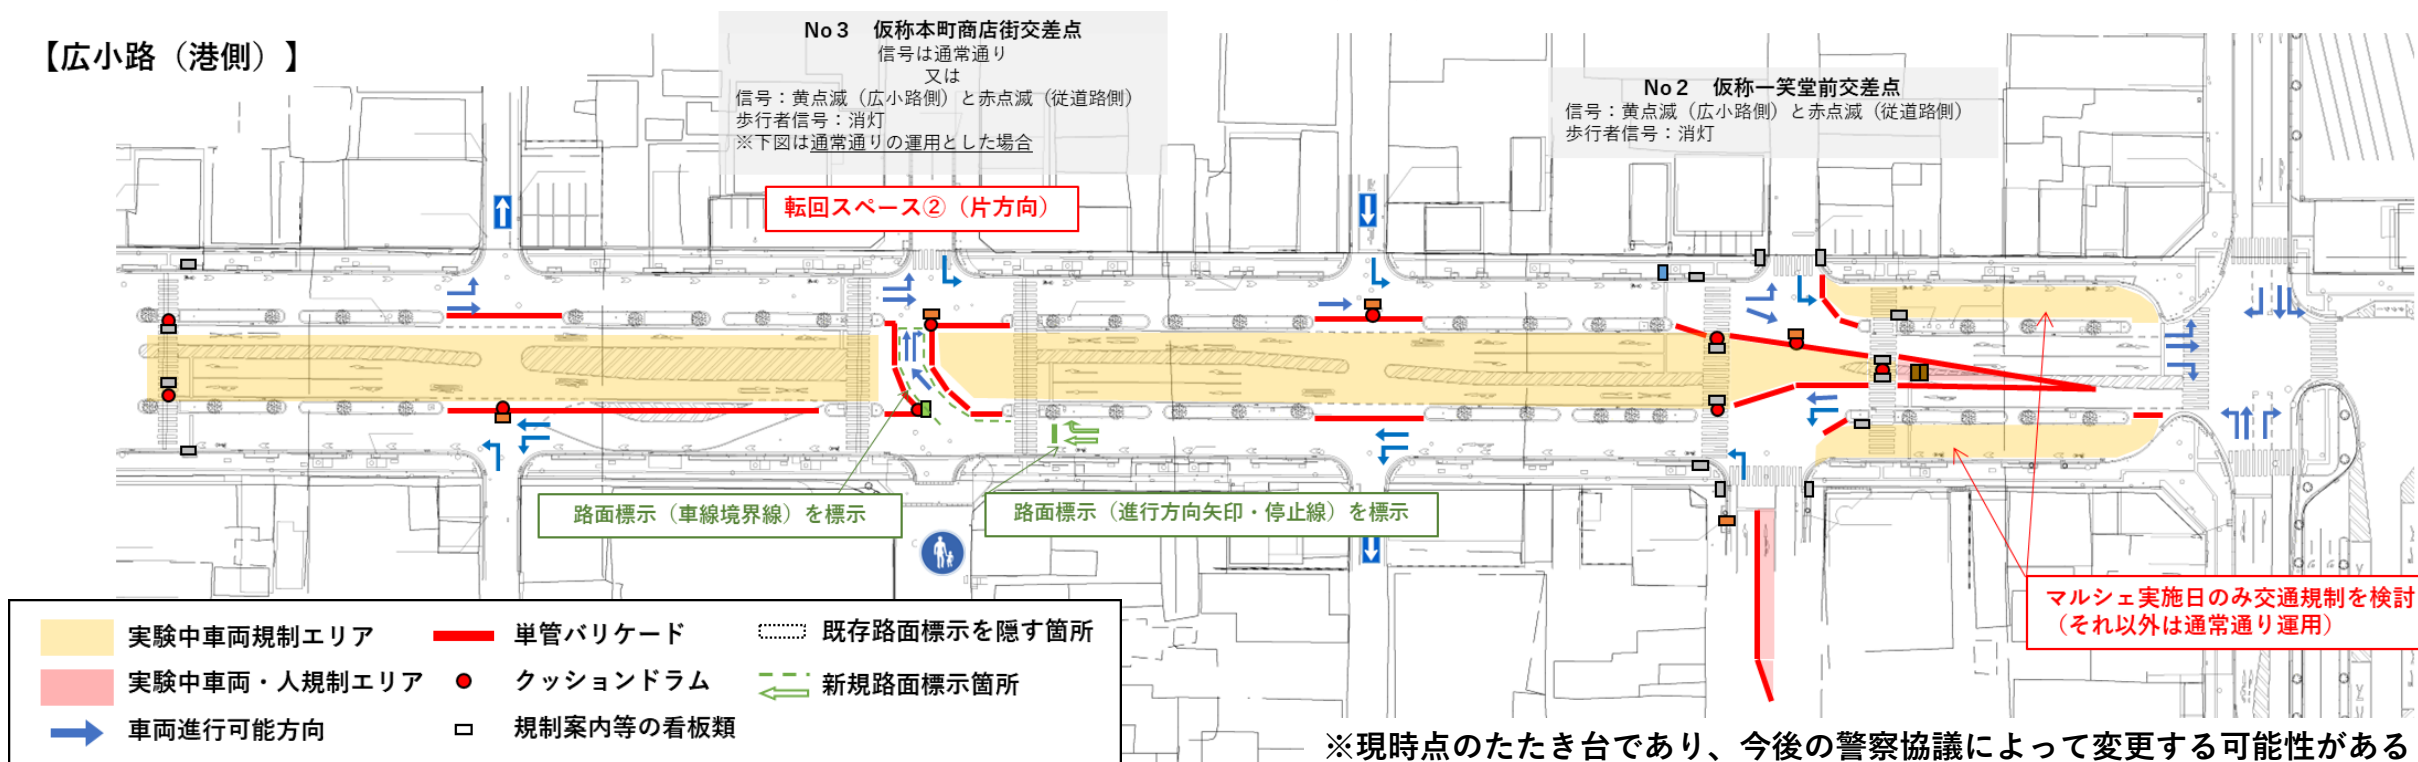 【広小路（港側）】
No３　仮称本町商店街交差点
信号は通常通り
又は
信号：黄点滅（広小路側）と赤点滅（従道路側）
歩行者信号：消灯
※下図は通常通りの運用とした場合
No２　仮称一笑堂前交差点
信号：黄点滅（広小路側）と赤点滅（従道路側）
歩行者信号：消灯
転回スペース②（片方向）
路面標示（車線境界線）を標示
路面標示（進行方向矢印・停止線）を標示
マルシェ実施日のみ交通規制を検討
（それ以外は通常通り運用）
実験中車両規制エリア
単管バリケード
既存路面標示を隠す箇所
実験中車両・人規制エリア
クッションドラム
新規路面標示箇所
車両進行可能方向
規制案内等の看板類
※現時点のたたき台であり、今後の警察協議によって変更する可能性がある